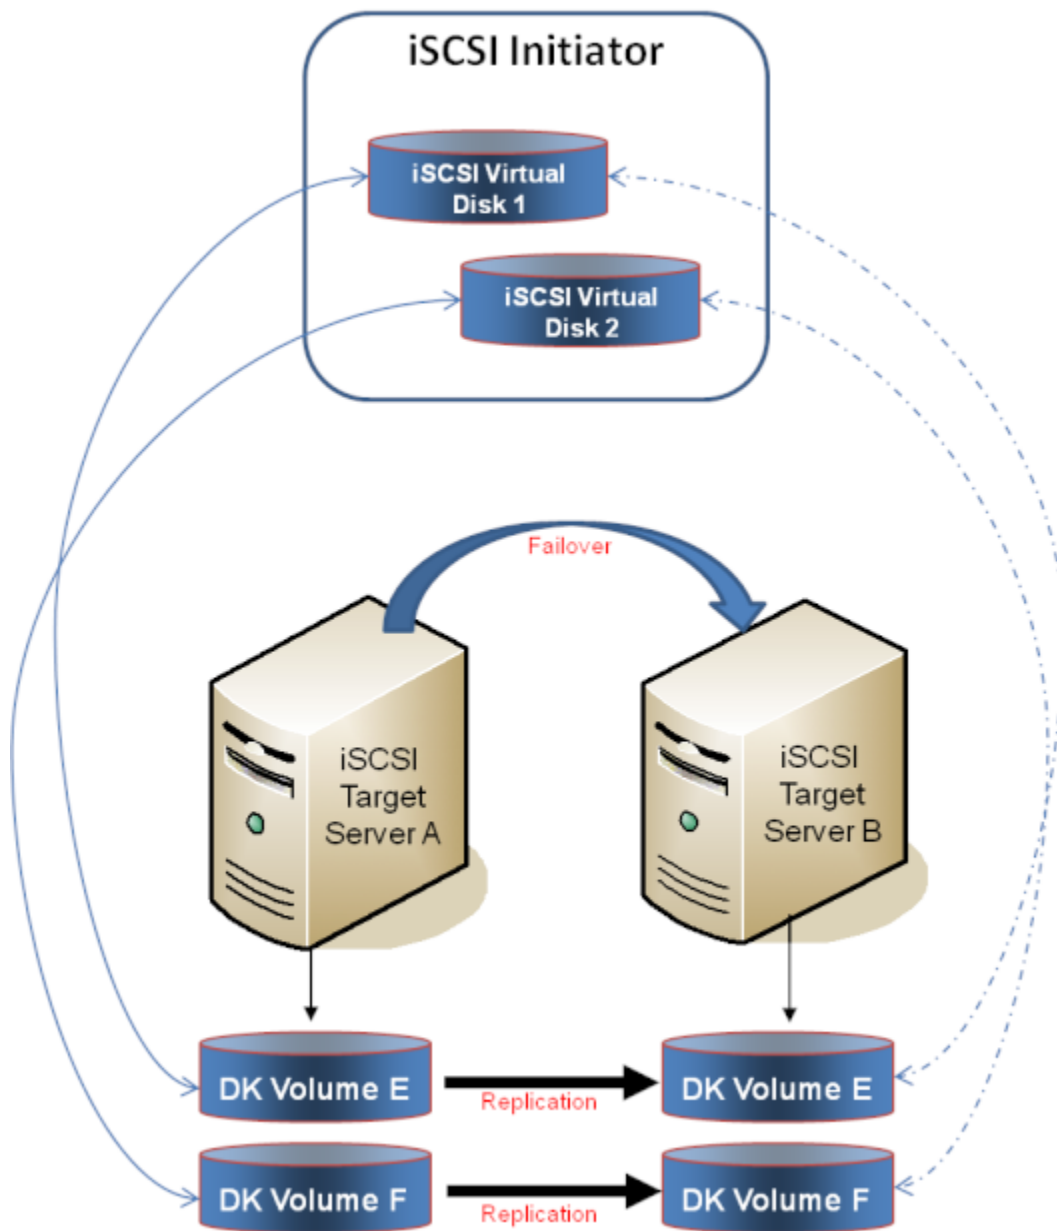 iSCSI Initiator
iSCSI Virtual
Disk 1
iSCSI Virtual
Disk 2
Failover
iSCSI
Target
Server A
iSCSI
Target
Server B
DK Volume E
Replication
DK Volume E
DK Volume F
Replication
DK Volume F